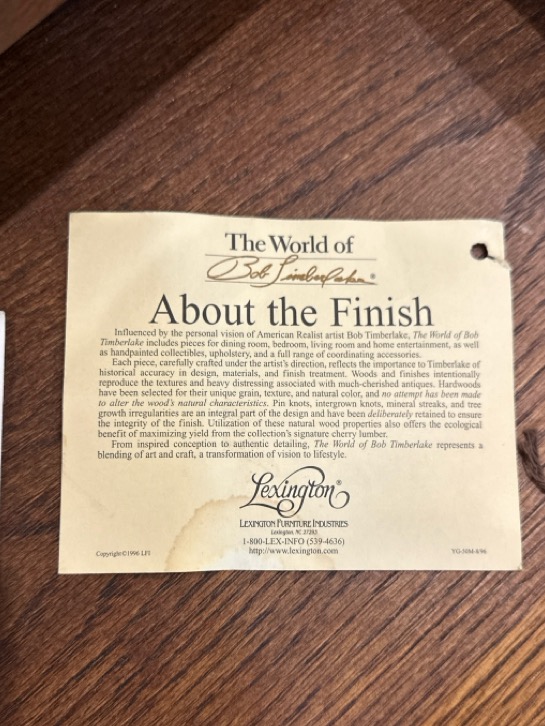 The World of
Bob Timberlake®
About the Finish
Influenced by the personal vision of American Realist artist Bob Timberlake, The World of Bob
Timberlake includes pieces for dining room, bedroom, living room and home entertainment, as well
as handpainted collectibles, upholstery, and a full range of coordinating accessories.
Each piece, carefully crafted under the artist's direction, reflects the importance to Timberlake of
historical accuracy in design, materials, and finish treatment. Woods and finishes intentionally
reproduce the textures and heavy distressing associated with much-cherished antiques. Hardwoods
have been selected for their unique grain, texture, and natural color, and no attempt has been made
to alter the wood's natural characteristics. Pin knots, intergrown knots, mineral streaks, and tree
growth irregularities are an integral part of the design and have been deliberately retained to ensure
the integrity of the finish. Utilization of these natural wood properties also offers the ecological
benefit of maximizing yield from the collection's signature cherry lumber.
From inspired conception to authentic detailing, The World of Bob Timberlake represents a
blending of art and craft, a transformation of vision to lifestyle.
Lexington®
LEXINGTON FURNITURE INDUSTRIES
Lexington, NC 27293
1-800-LEX-INFO (539-4636)
http://www.lexington.com
Copyright©1996 LFI
YG-50M-8/96